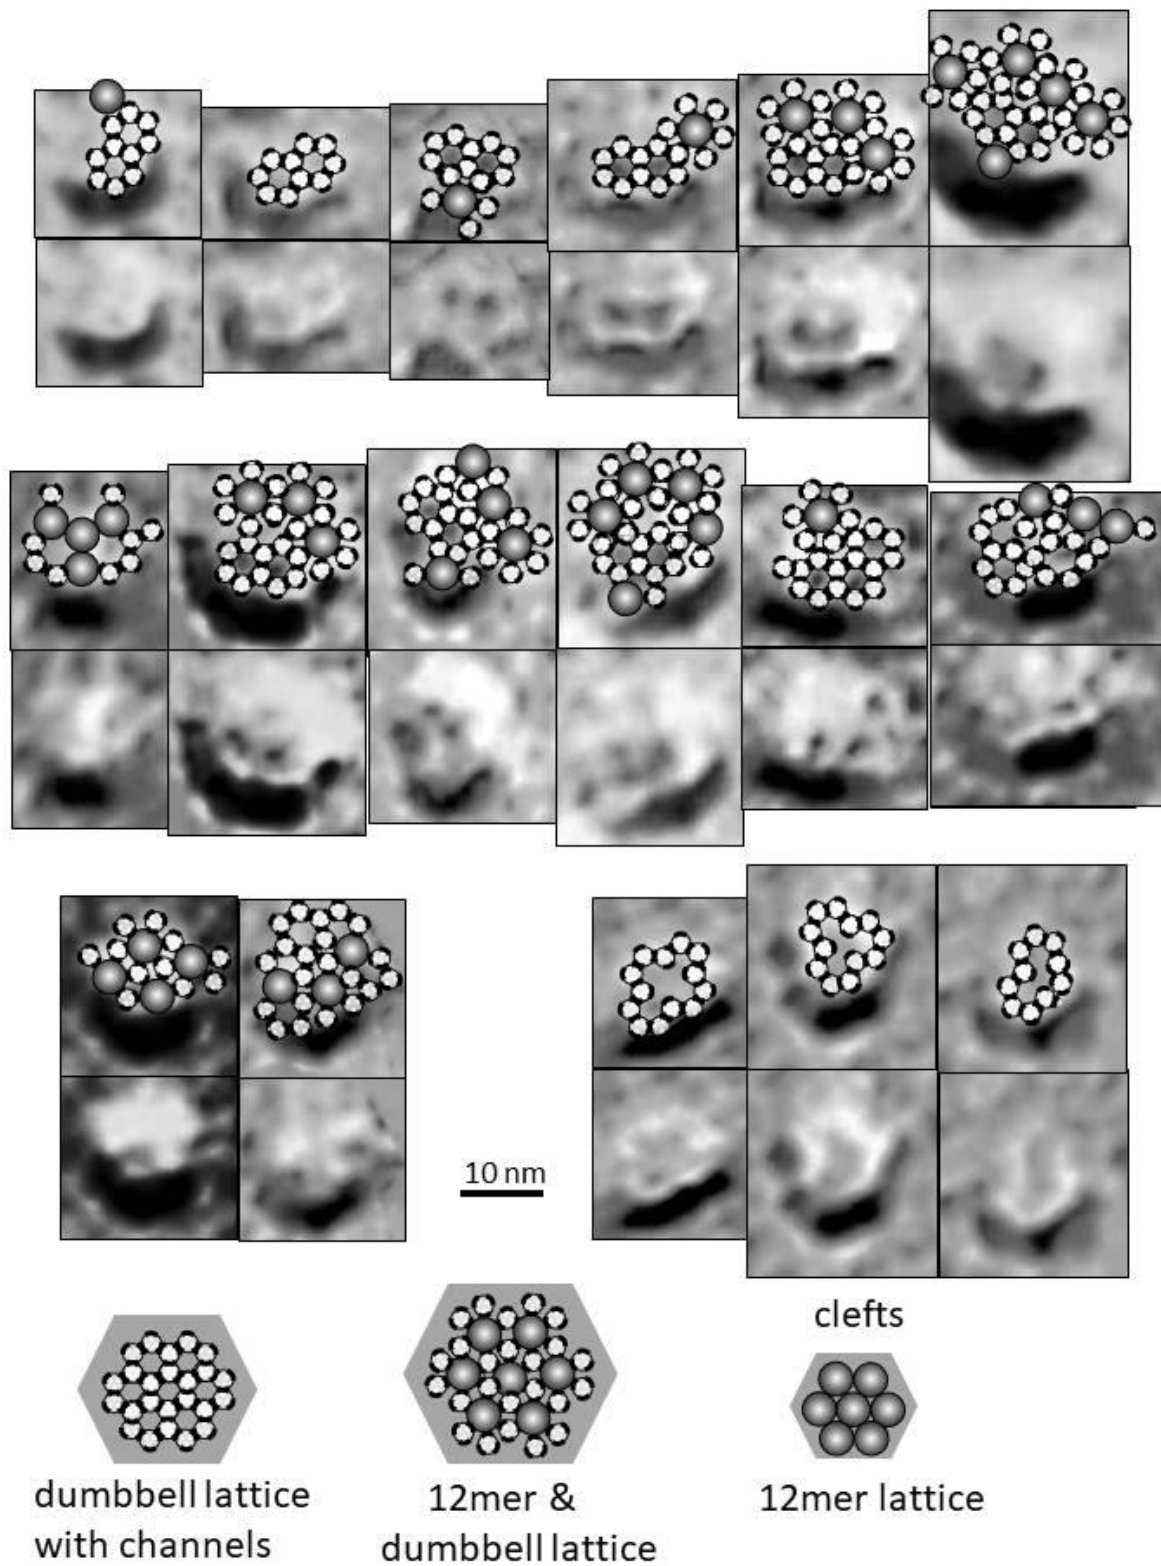 10 nm
clefts
dumbbell lattice
with channels
12mer &
dumbbell lattice
12mer lattice